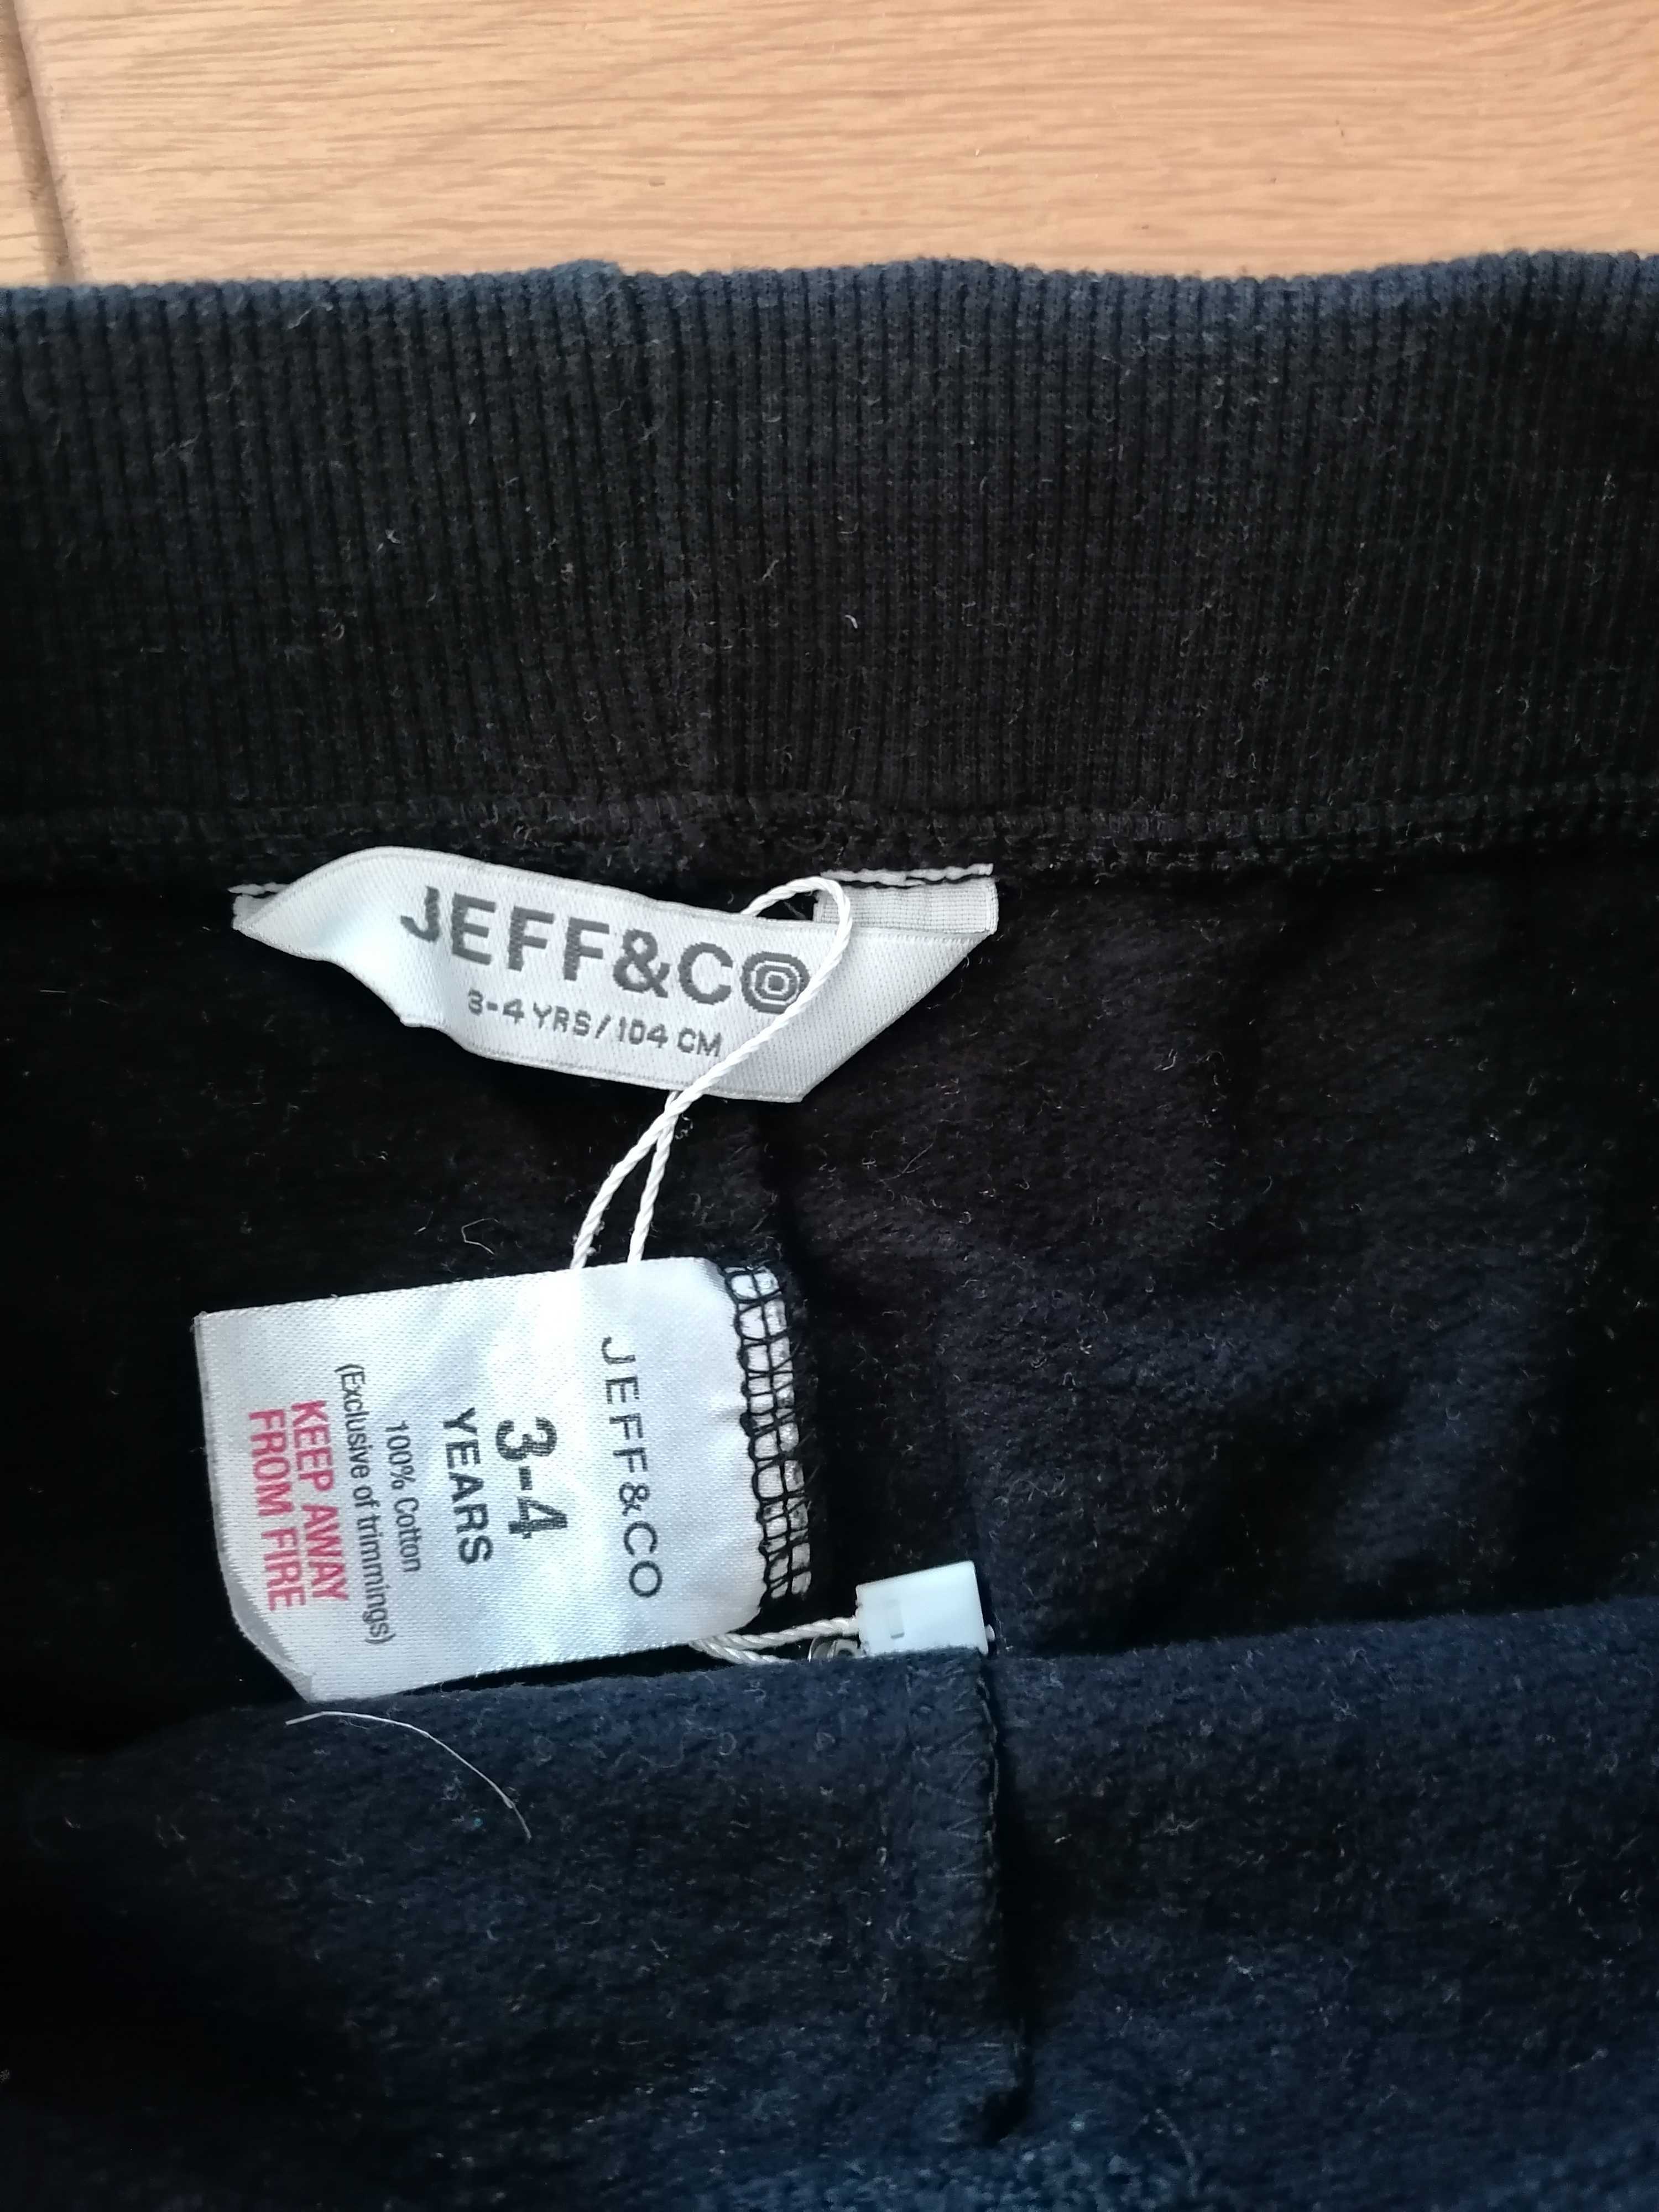 JEFF&CO
3-4 YRS/104 CM
JEFF&CO
3-4
YEARS
100% Cotton
(Exclusive of trimmings)
KEEP AWAY
FROM FIRE